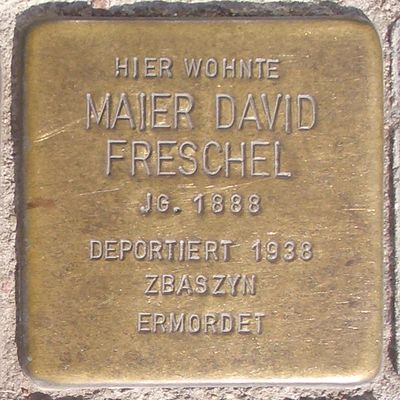 HIER WOHNTE
MAIER DAVID
FRESCHEL
JG. 1888
DEPORTIERT 1938
ZBASZYN
ERMORDET